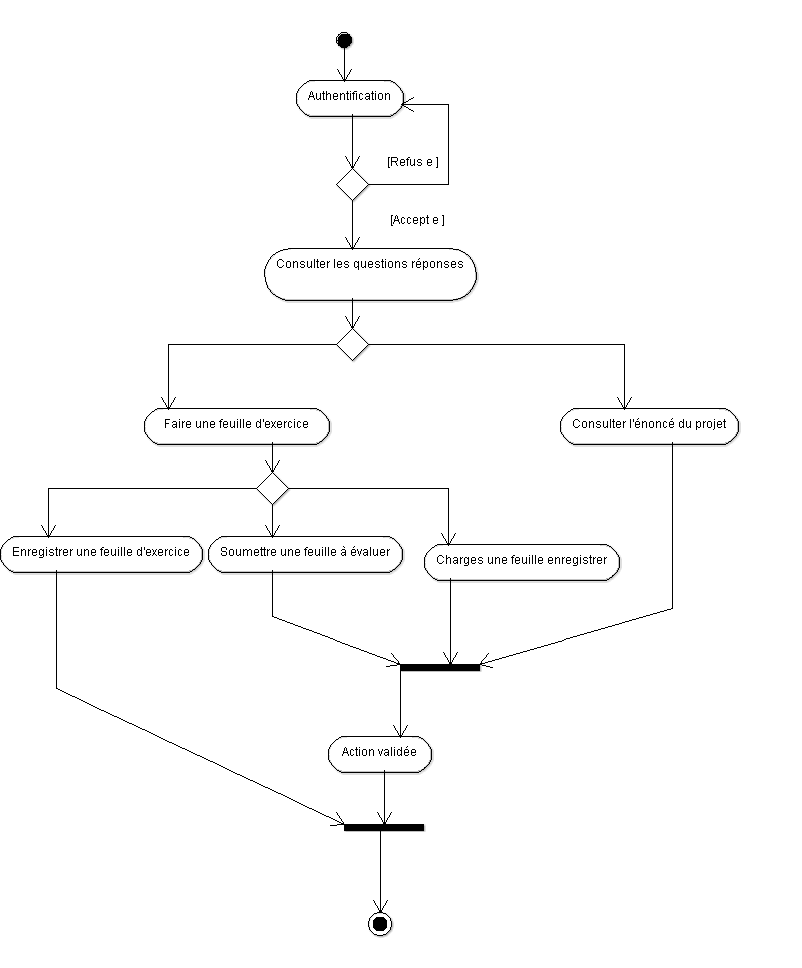 Authentification
[Refus e ]
[Accept e ]
Consulter les questions réponses
Faire une feuille d'exercice
Consulter l'énoncé du projet
Enregistrer une feuille d'exercice
Soumettre une feuille à évaluer
Charges une feuille enregistrer
Action validée